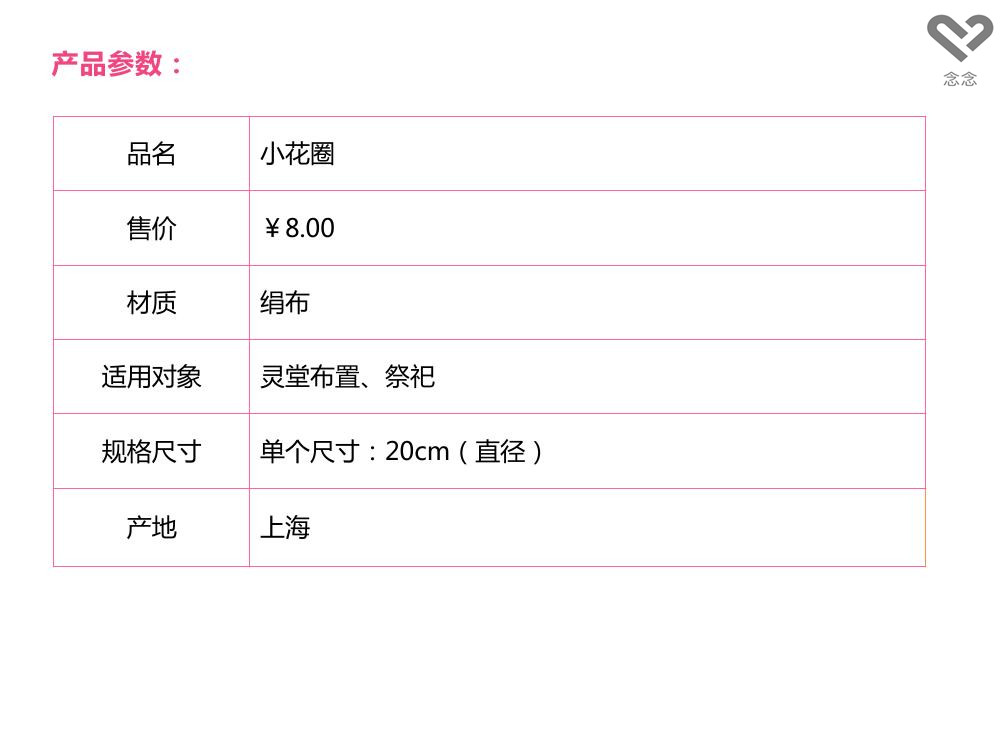 念念
产品参数：
品名 小花圈
售价 ￥8.00
材质 绢布
适用对象 灵堂布置、祭祀
规格尺寸 单个尺寸：20cm（直径）
产地 上海